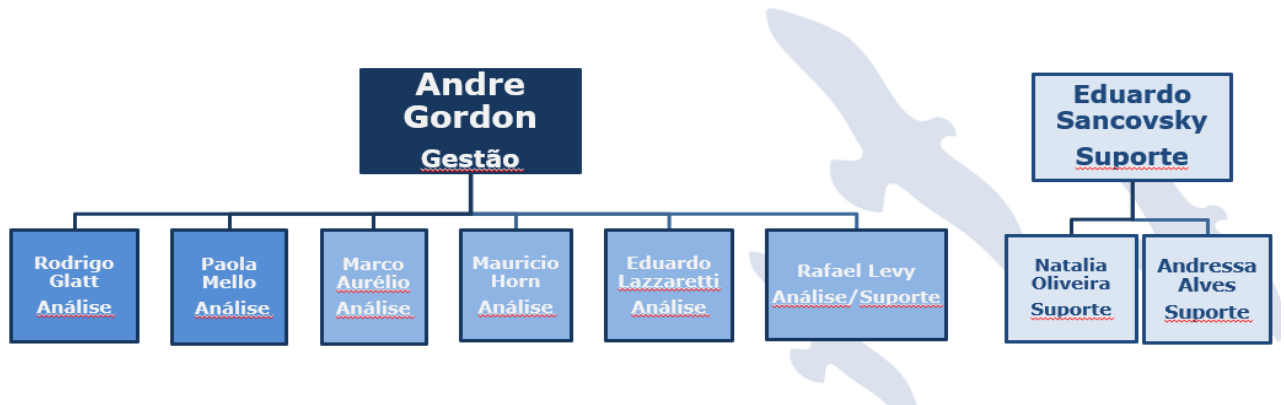 Andre
Gordon
Gestão
Eduardo
Sancovsky
Suporte
Rodrigo
Glatt
Análise
Paola
Mello
Análise
Marco
Aurélio
Análise
Mauricio
Horn
Análise
Eduardo
Lazzaretti
Análise
Rafael Levy
Análise/Suporte
Natalia
Oliveira
Suporte
Andressa
Alves
Suporte